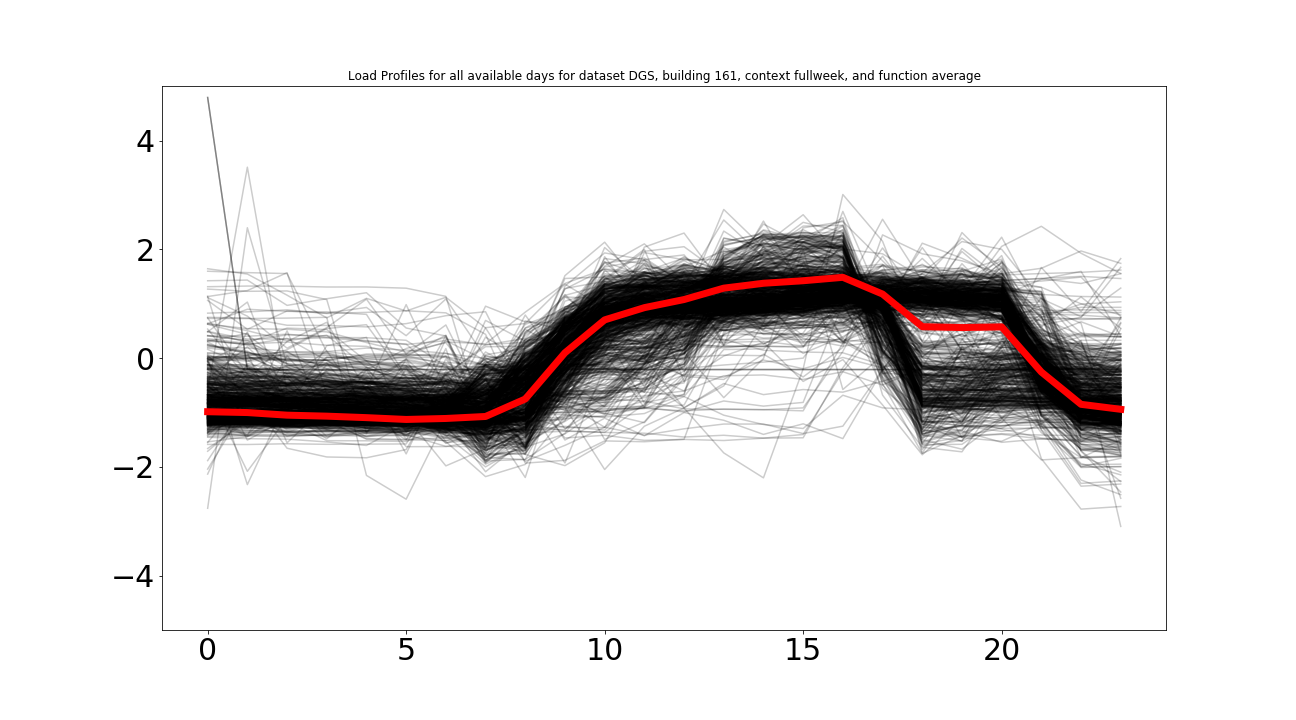 Load Profiles for all available days for dataset DGS, building 161, context fullweek, and function average
4
2
0
−2
−4
0 5 10 15 20